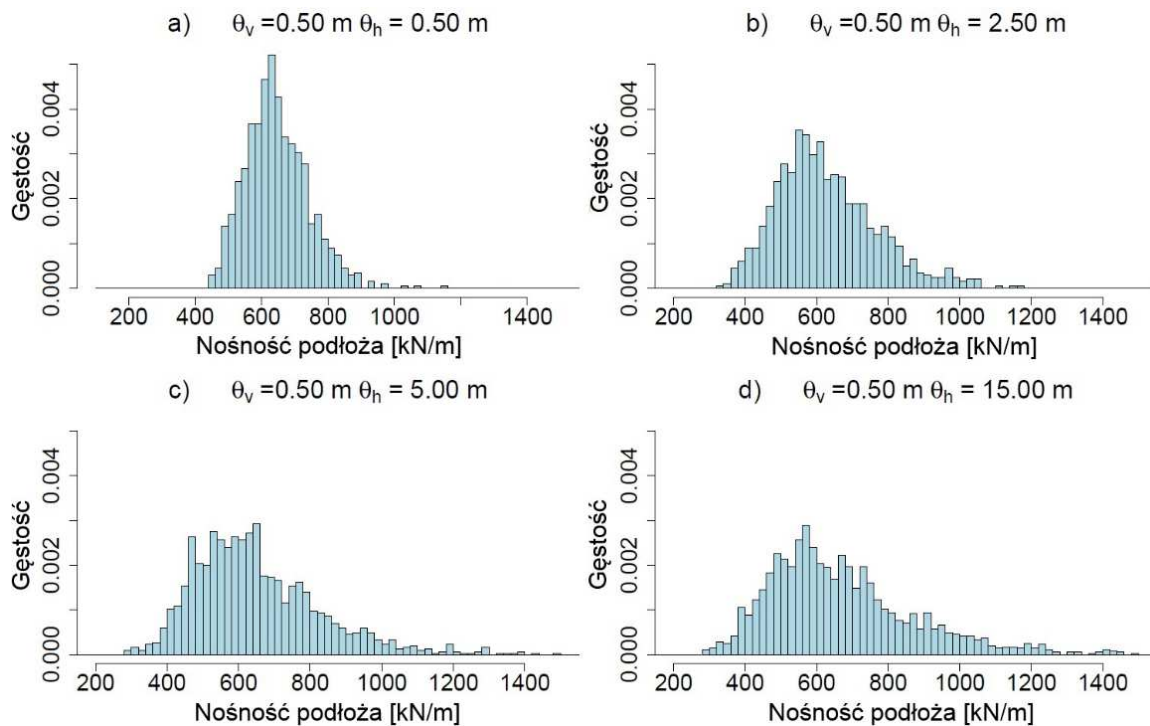 a) θv =0.50 m θh = 0.50 m
Gęstość
0.000 0.002 0.004
200 400 600 800 1000 1400
Nośność podłoża [kN/m]
b) θv =0.50 m θh = 2.50 m
Gęstość
0.000 0.002 0.004
200 400 600 800 1000 1400
Nośność podłoża [kN/m]
c) θv =0.50 m θh = 5.00 m
Gęstość
0.000 0.002 0.004
200 400 600 800 1000 1400
Nośność podłoża [kN/m]
d) θv =0.50 m θh = 15.00 m
Gęstość
0.000 0.002 0.004
200 400 600 800 1000 1400
Nośność podłoża [kN/m]